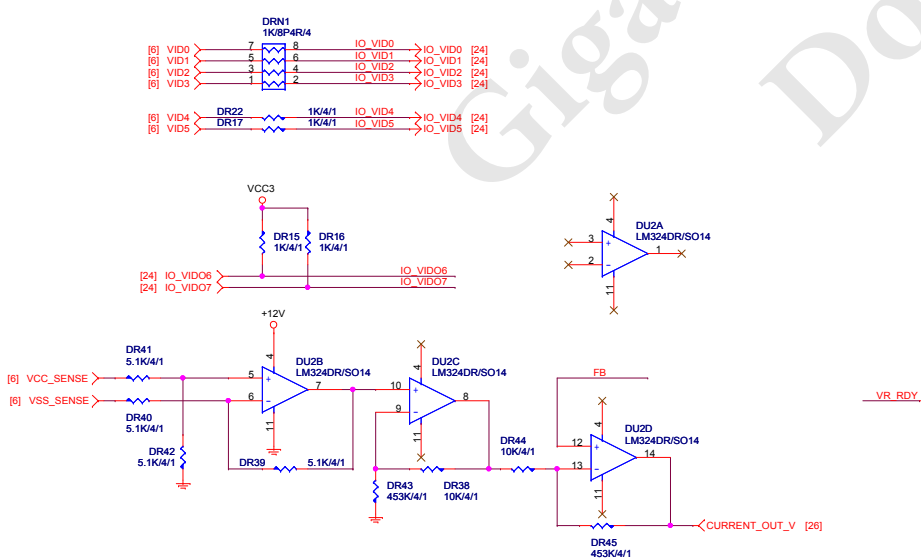 DRN1
1K/8P4R/4
[6] VID0 7 8 IO_VID0 IO_VID0 [24]
[6] VID1 5 6 IO_VID1 IO_VID1 [24]
[6] VID2 3 4 IO_VID2 IO_VID2 [24]
[6] VID3 1 2 IO_VID3 IO_VID3 [24]
[6] VID4 DR22 1K/4/1 IO_VID4 IO_VID4 [24]
[6] VID5 DR17 1K/4/1 IO_VID5 IO_VID5 [24]
Giga
Do
VCC3
DR15
1K/4/1
DR16
1K/4/1
[24] IO_VIDO6 IO_VIDO6
[24] IO_VIDO7 IO_VIDO7
DU2A
LM324DR/SO14
3
2
4
11
1
+
-
+12V
DR41
5.1K/4/1
[6] VCC_SENSE
[6] VSS_SENSE
DR40
5.1K/4/1
DR42
5.1K/4/1
DU2B
LM324DR/SO14
5
6
4
11
7
+
-
DR39 5.1K/4/1
DU2C
LM324DR/SO14
10
9
4
11
8
+
-
DR43
453K/4/1
DR38
10K/4/1
DR44
10K/4/1
FB
DU2D
LM324DR/SO14
12
13
4
11
14
+
-
DR45
453K/4/1
CURRENT_OUT_V [26]
VR_RDY